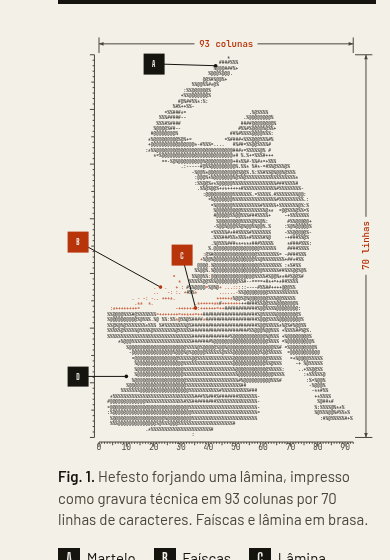 93 colunas
A
B
C
D
70 linhas
0 10 20 30 40 50 60 70 80 90
Fig. 1. Hefesto forjando uma lâmina, impresso
como gravura técnica em 93 colunas por 70
linhas de caracteres. Faíscas e lâmina em brasa.
A Martelo B Faíscas C Lâmina